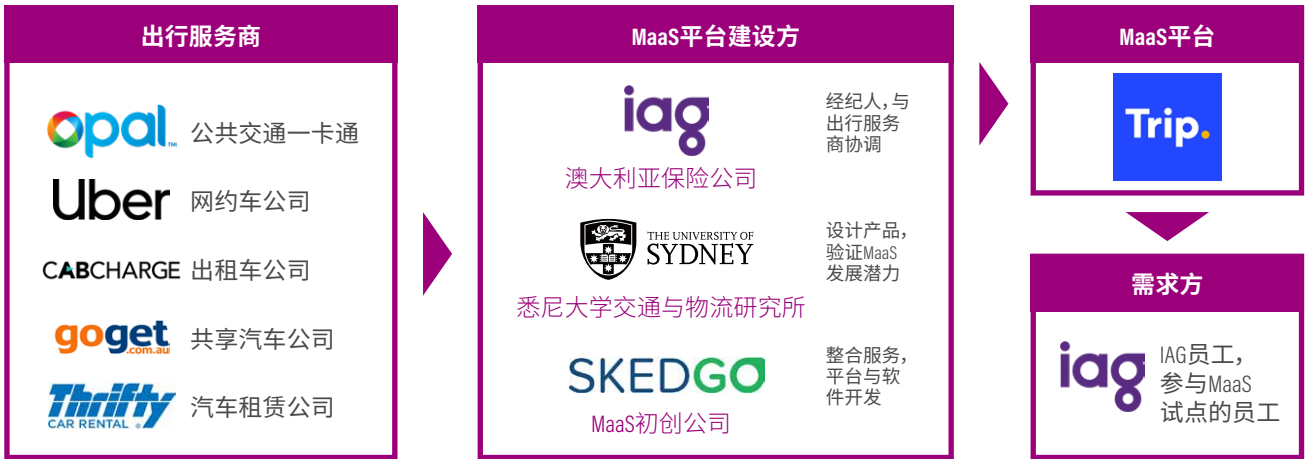 出行服务商
opal™ 公共交通一卡通
Uber 网约车公司
CABCHARGE 出租车公司
goget
.com.au
共享汽车公司
Thrifty
CAR RENTAL
汽车租赁公司
MaaS平台建设方
iag
澳大利亚保险公司
经纪人，与
出行服务
商协调
THE UNIVERSITY OF
SYDNEY
悉尼大学交通与物流研究所
设计产品，
验证MaaS
发展潜力
SKEDGO
MaaS初创公司
整合服务，
平台与软
件开发
MaaS平台
Trip.
需求方
iag
IAG员工，
参与MaaS
试点的员工